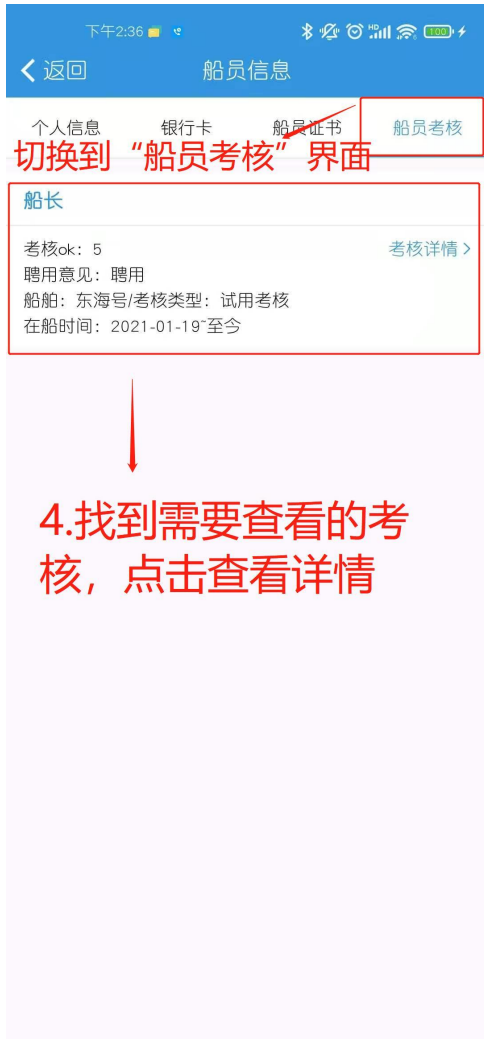 下午2:36
100
返回
船员信息
个人信息
银行卡
船员证书
船员考核
切换到“船员考核”界面
船长
考核ok：5
考核详情
聘用意见：聘用
船舶：东海号/考核类型：试用考核
在船时间：2021-01-19~至今
4.找到需要查看的考
核，点击查看详情